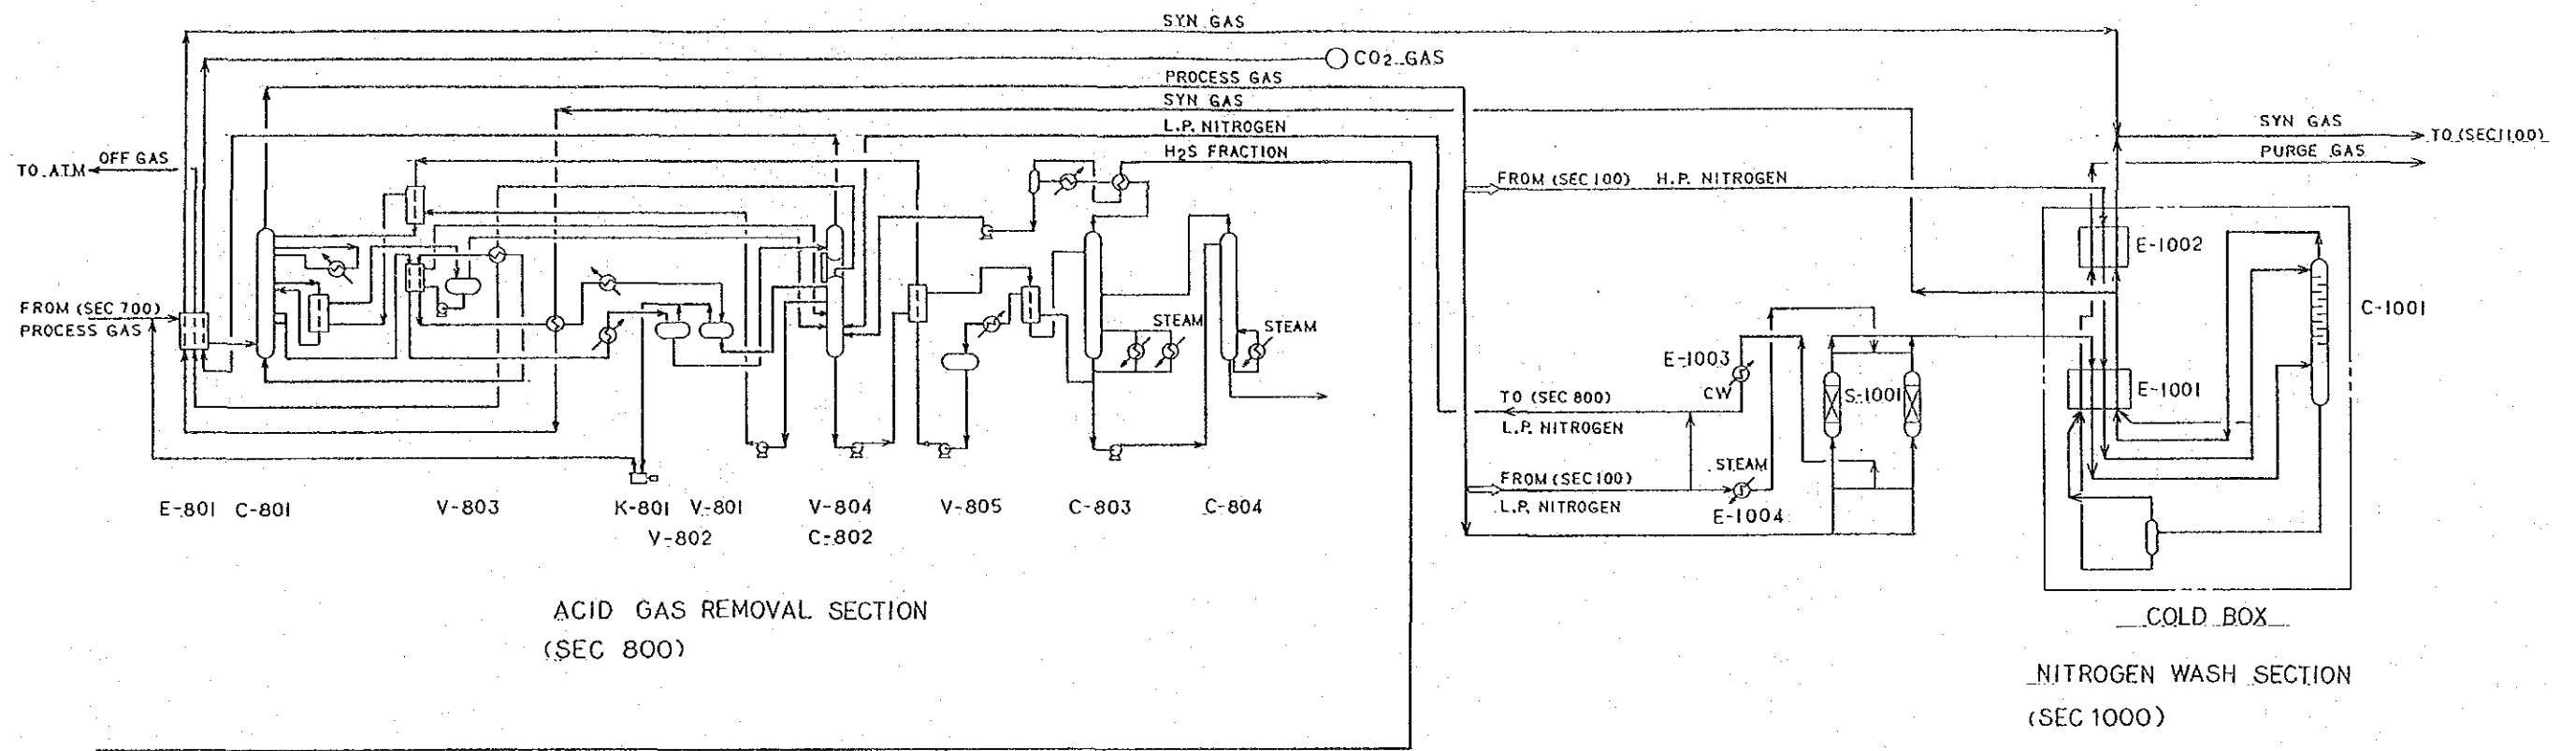 SYN GAS
CO2 GAS
PROCESS GAS
SYN GAS
L.P. NITROGEN
H2S FRACTION
OFF GAS
TO ATM
SYN GAS
TO (SEC1100)
PURGE GAS
FROM (SEC 100) H.P. NITROGEN
E-1002
FROM (SEC 700)
PROCESS GAS
STEAM
STEAM
C-1001
E-1003
CW
S-1001
E-1001
TO (SEC 800)
L.P. NITROGEN
STEAM
FROM (SEC 100)
L.P. NITROGEN
E-1004
E-801 C-801 V-803 K-801 V-801 V-804 V-805 C-803 C-804
V-802 C-802
ACID GAS REMOVAL SECTION
(SEC 800)
COLD BOX
NITROGEN WASH SECTION
(SEC 1000)